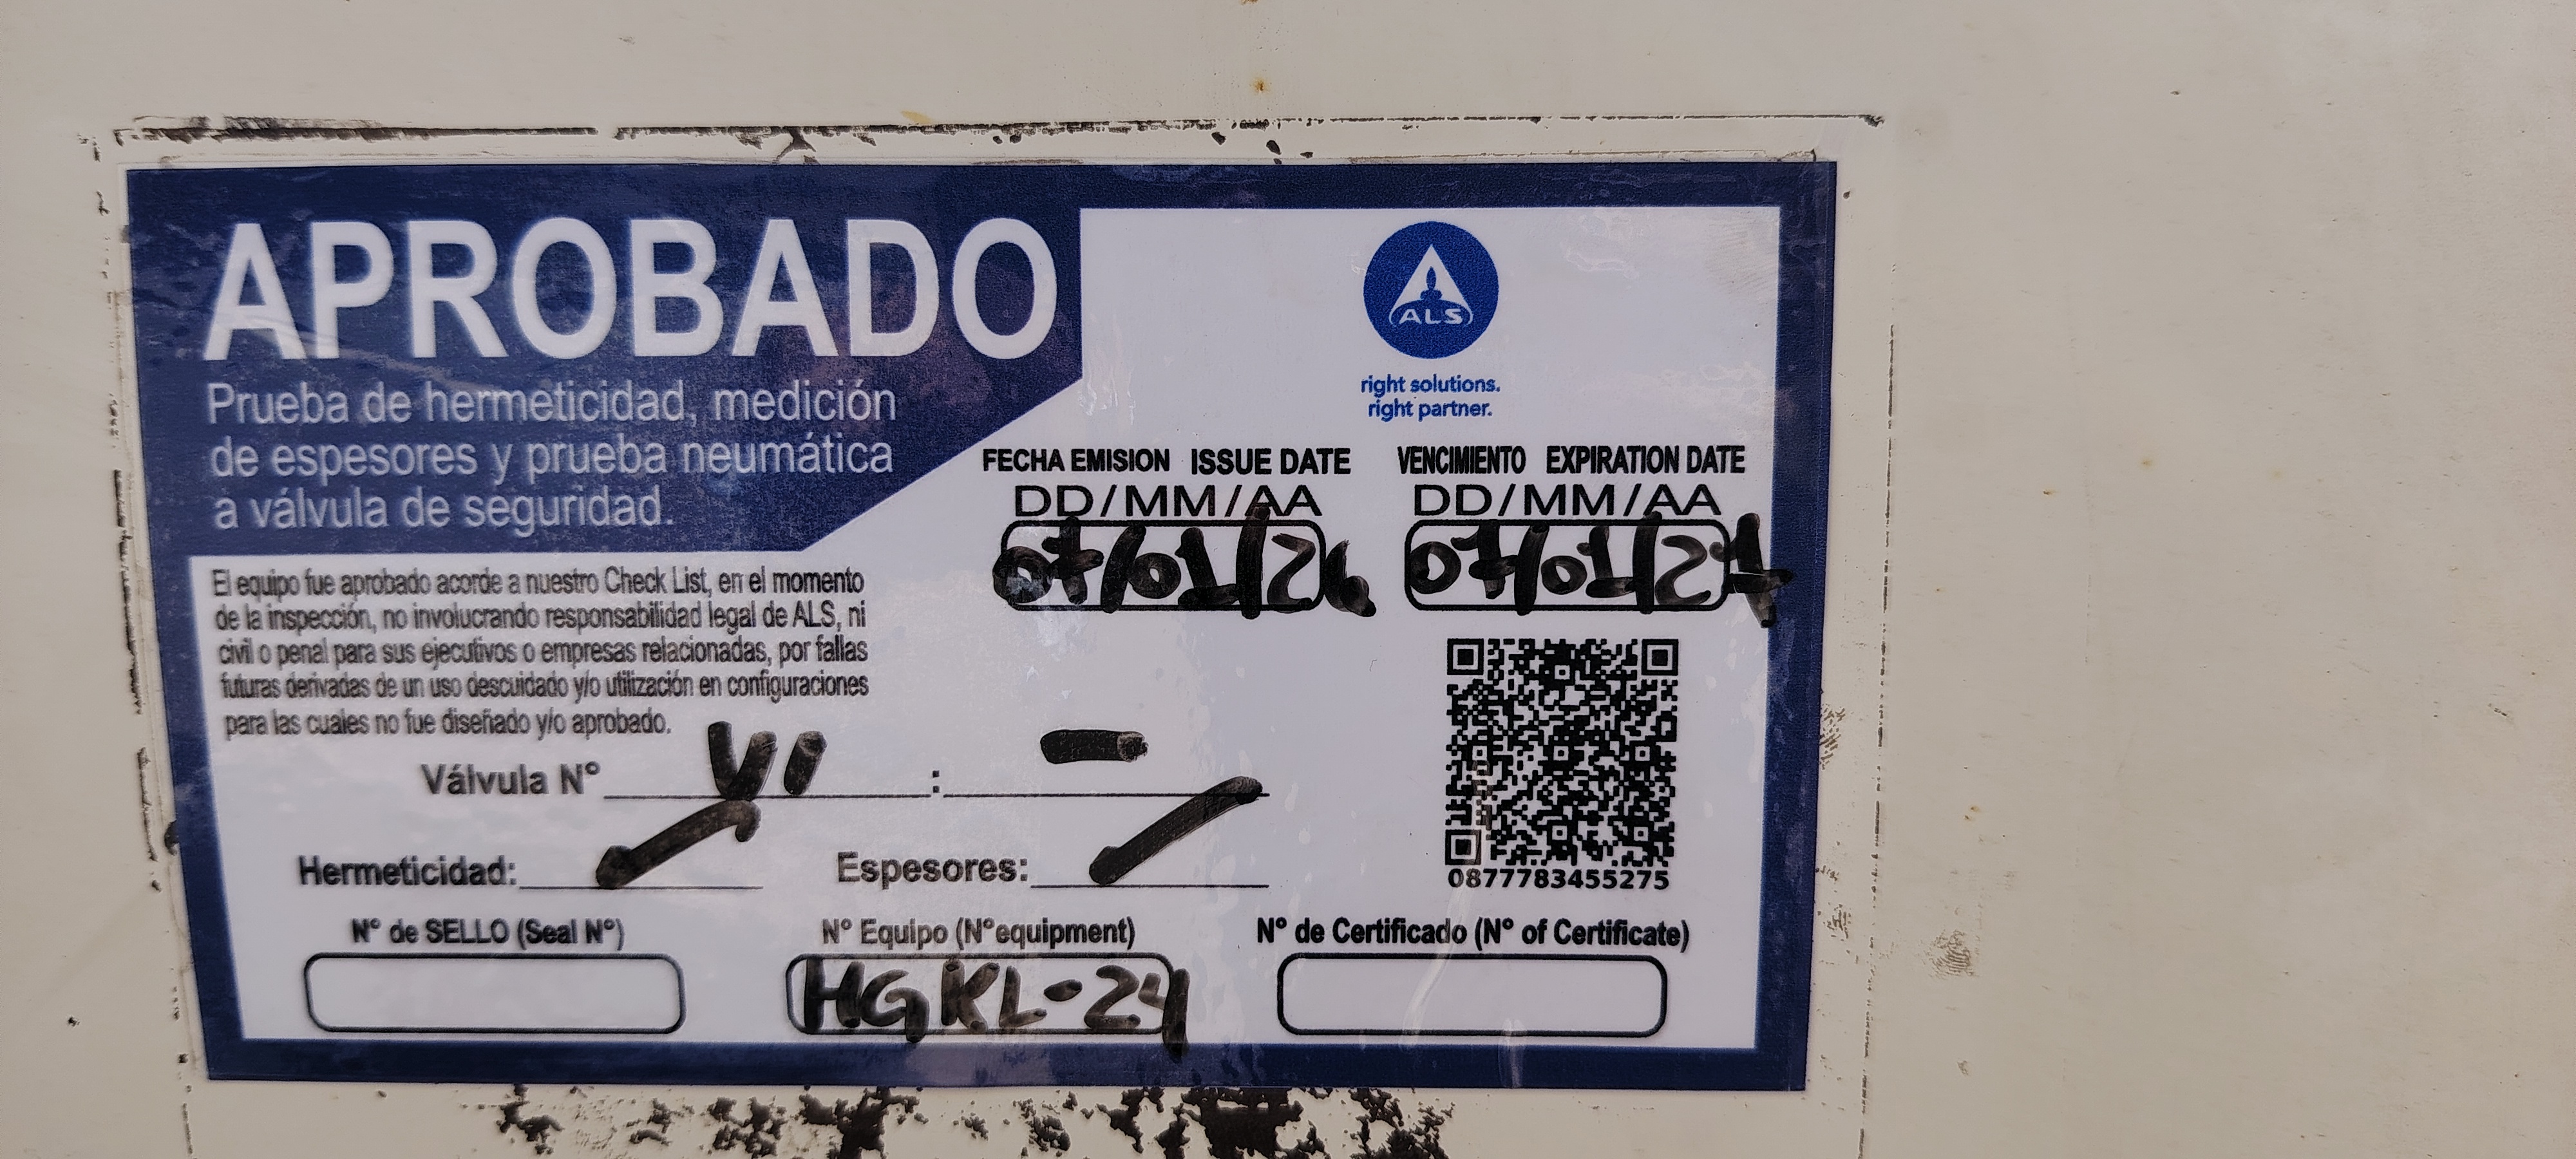 APROBADO
Prueba de hermeticidad, medición
de espesores y prueba neumática
a válvula de seguridad.
ALS
right solutions.
right partner.
FECHA EMISION ISSUE DATE
DD/MM/AA
07/01/26
VENCIMIENTO EXPIRATION DATE
DD/MM/AA
07/01/27
El equipo fue aprobado acorde a nuestro Check List, en el momento
de la inspección, no involucrando responsabilidad legal de ALS, ni
civil o penal para sus ejecutivos o empresas relacionadas, por fallas
futuras derivadas de un uso descuidado y/o utilización en configuraciones
para las cuales no fue diseñado y/o aprobado.
Válvula N° V1 : -
Hermeticidad: Espesores:
0877783455275
N° de SELLO (Seal N°) N° Equipo (N°equipment) N° de Certificado (N° of Certificate)
HGKL-24